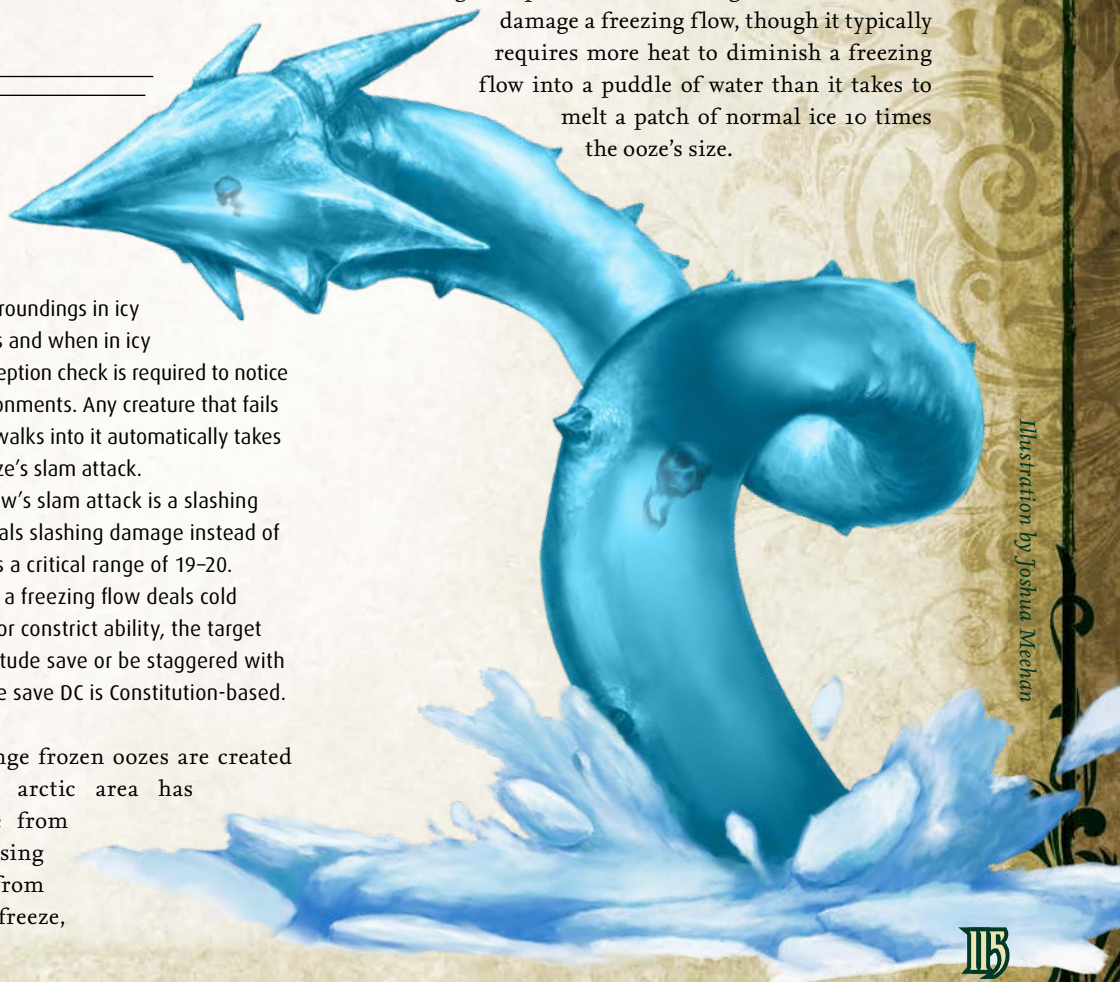 roundings in icy
s and when in icy
eption check is required to notice
onments. Any creature that fails
walks into it automatically takes
ze’s slam attack.
w’s slam attack is a slashing
als slashing damage instead of
s a critical range of 19–20.
a freezing flow deals cold
or constrict ability, the target
tude save or be staggered with
e save DC is Constitution-based.
nge frozen oozes are created
arctic area has
from
sing
from
freeze,
damage a freezing flow, though it typically
requires more heat to diminish a freezing
flow into a puddle of water than it takes to
melt a patch of normal ice 10 times
the ooze’s size.
Illustration by Joshua Meehan
115